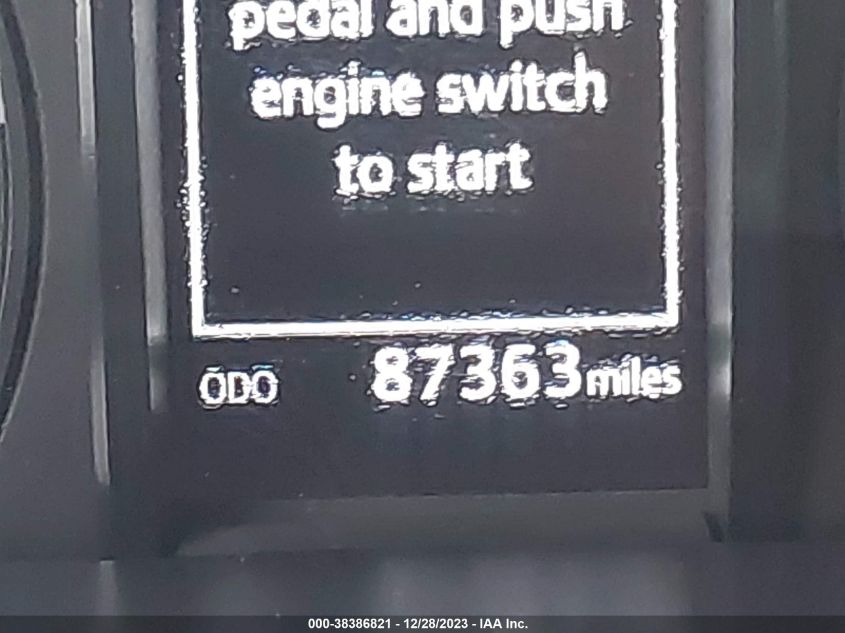 pedal and push
engine switch
to start
ODO 87363 miles
000-38386821 - 12/28/2023 - IAA Inc.